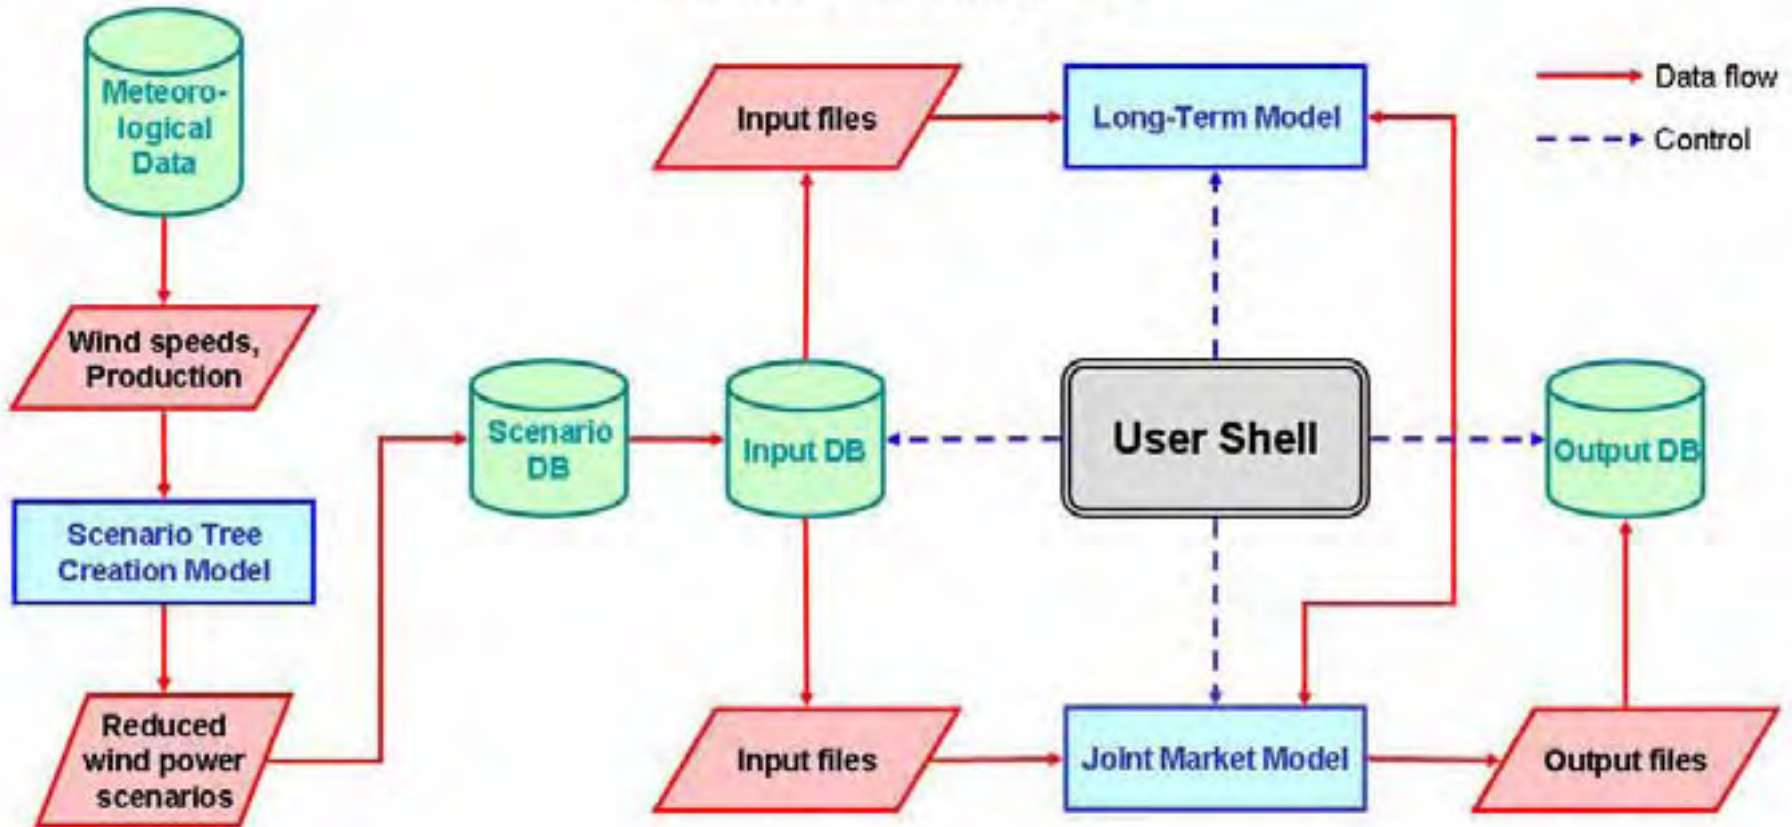 Meteoro-
logical
Data
Wind speeds,
Production
Scenario Tree
Creation Model
Reduced
wind power
scenarios
Scenario
DB
Input DB
Input files
Long-Term Model
User Shell
Input files
Joint Market Model
Output files
Output DB
Data flow
Control